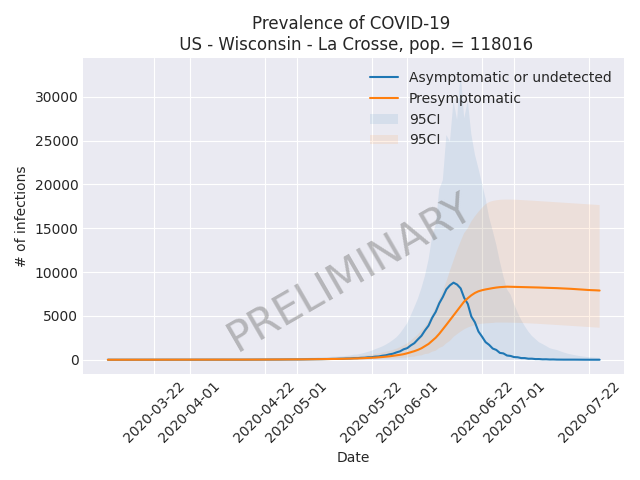 Prevalence of COVID-19
US - Wisconsin - La Crosse, pop. = 118016
Asymptomatic or undetected
Presymptomatic
95CI
95CI
# of infections
30000
25000
20000
15000
10000
5000
0
PRELIMINARY
2020-03-22
2020-04-01
2020-04-22
2020-05-01
2020-05-22
2020-06-01
2020-06-22
2020-07-01
2020-07-22
Date